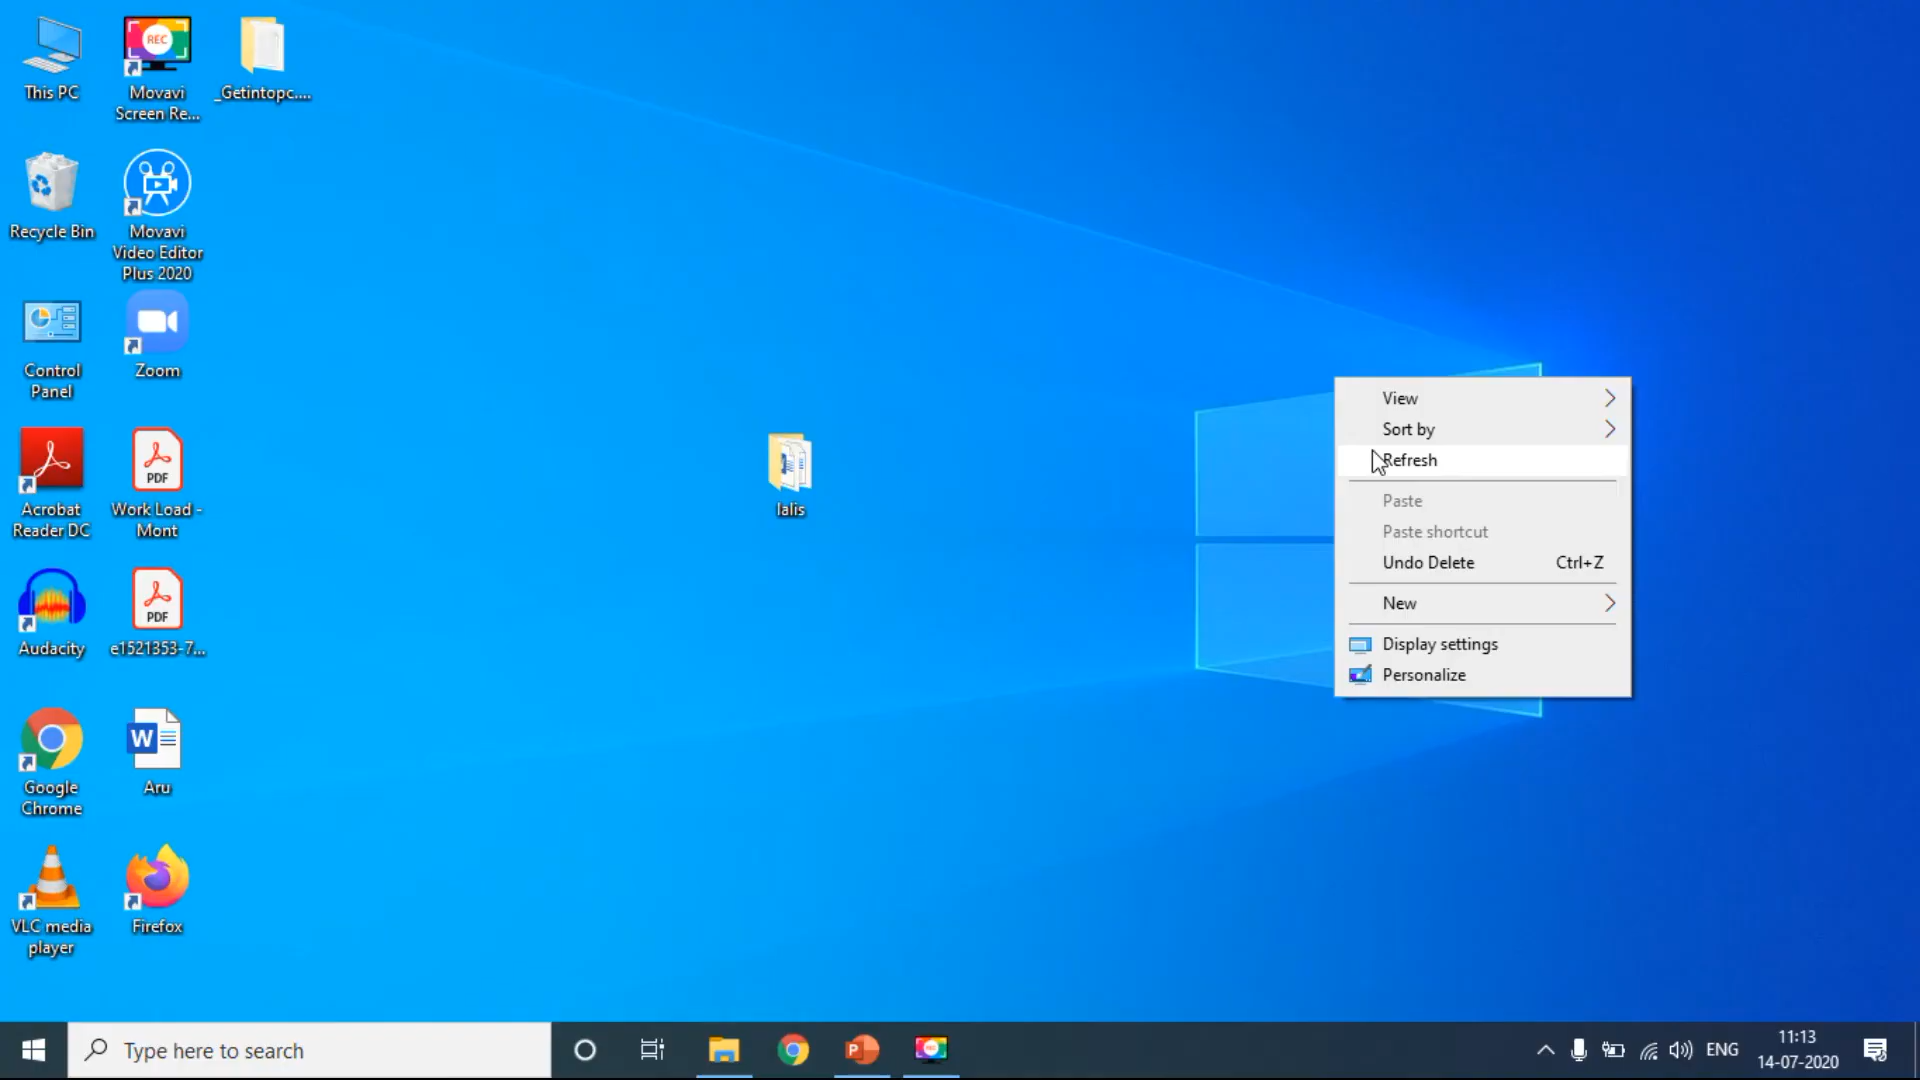 This PC
Movavi
Screen Re...
_Getintopc....
Recycle Bin
Movavi
Video Editor
Plus 2020
Control
Panel
Zoom
Acrobat
Reader DC
PDF
Work Load -
Mont
Audacity
PDF
e1521353-7...
Google
Chrome
W
Aru
VLC media
player
Firefox
REC
lalis
View
Sort by
Refresh
Paste
Paste shortcut
Undo Delete Ctrl+Z
New
Display settings
Personalize
Type here to search
P
ENG
11:13
14-07-2020